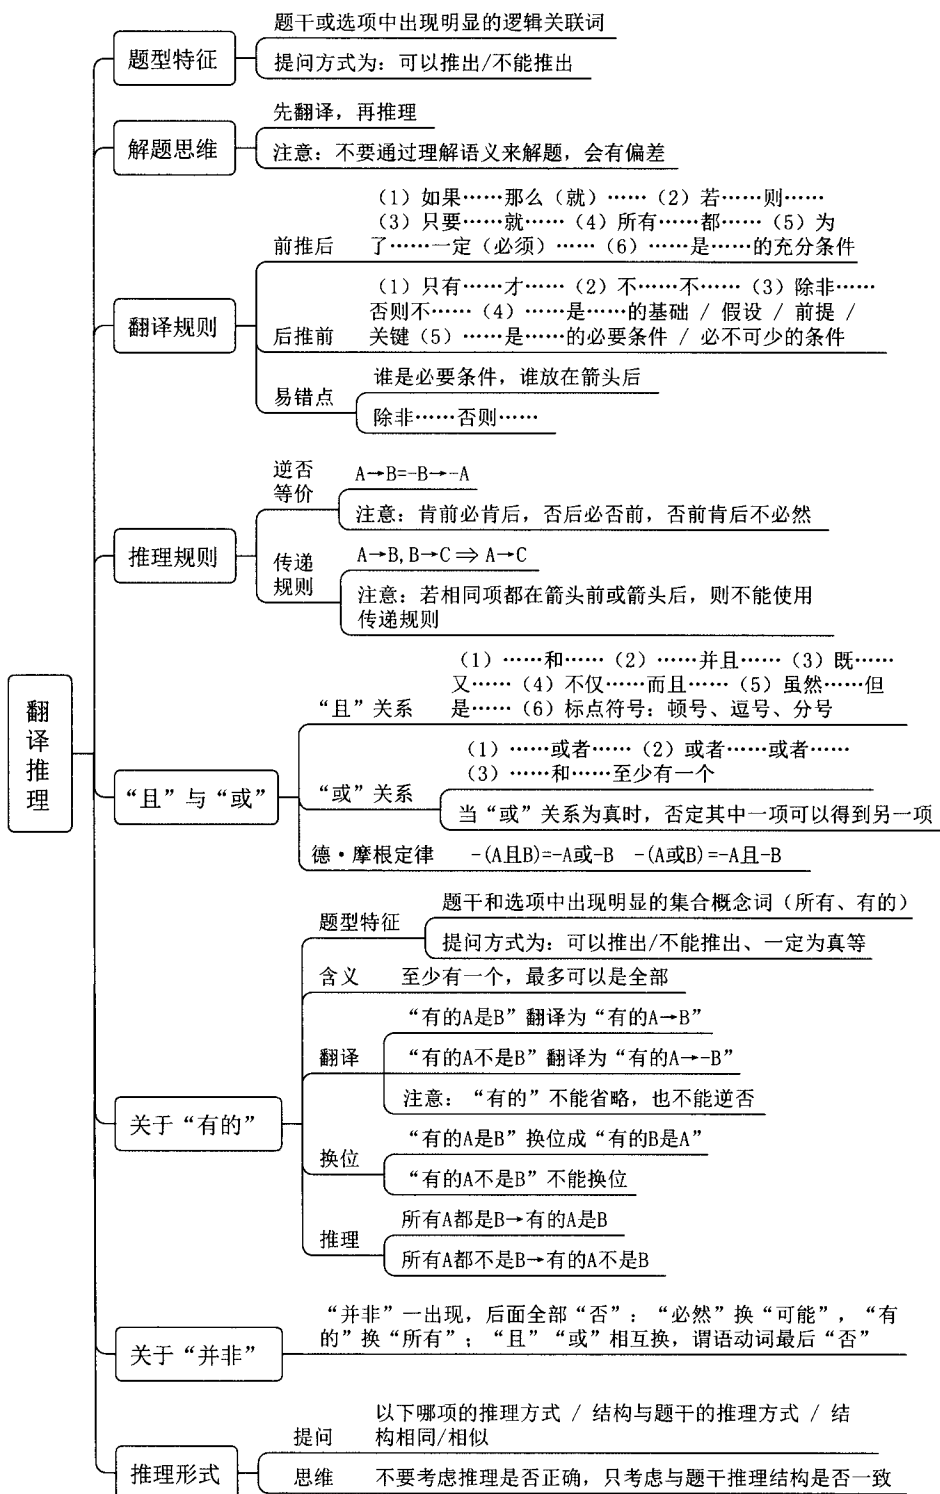 题干或选项中出现明显的逻辑关联词
题型特征
提问方式为：可以推出/不能推出
先翻译，再推理
解题思维
注意：不要通过理解语义来解题，会有偏差
（1）如果……那么（就）……（2）若……则……
（3）只要……就……（4）所有……都……（5）为
前推后 了……一定（必须）……（6）……是……的充分条件
（1）只有……才……（2）不……不……（3）除非……
翻译规则
否则不……（4）……是……的基础 / 假设 / 前提 /
后推前 关键（5）……是……的必要条件 / 必不可少的条件
谁是必要条件，谁放在箭头后
易错点
除非……否则……
逆否
等价
A→B=-B→-A
注意：肯前必肯后，否后必否前，否前肯后不必然
推理规则
传递
规则
A→B,B→C⇒A→C
注意：若相同项都在箭头前或箭头后，则不能使用
传递规则
翻译推理
（1）……和……（2）……并且……（3）既……
又……（4）不仅……而且……（5）虽然……但
“且”关系 是……（6）标点符号：顿号、逗号、分号
“且”与“或”
（1）……或者……（2）或者……或者……
（3）……和……至少有一个
“或”关系
当“或”关系为真时，否定其中一项可以得到另一项
德·摩根定律 -(A且B)=-A或-B -(A或B)=-A且-B
题干和选项中出现明显的集合概念词（所有、有的）
题型特征
提问方式为：可以推出/不能推出、一定为真等
含义 至少有一个，最多可以是全部
“有的A是B”翻译为“有的A→B”
翻译 “有的A不是B”翻译为“有的A→-B”
注意：“有的”不能省略，也不能逆否
关于“有的”
“有的A是B”换位成“有的B是A”
换位
“有的A不是B”不能换位
所有A都是B→有的A是B
推理
所有A都不是B→有的A不是B
“并非”一出现，后面全部“否”：“必然”换“可能”，“有
的”换“所有”；“且”“或”相互换，谓语动词最后“否”
关于“并非”
以下哪项的推理方式 / 结构与题干的推理方式 / 结
提问 构相同/相似
推理形式
思维 不要考虑推理是否正确，只考虑与题干推理结构是否一致